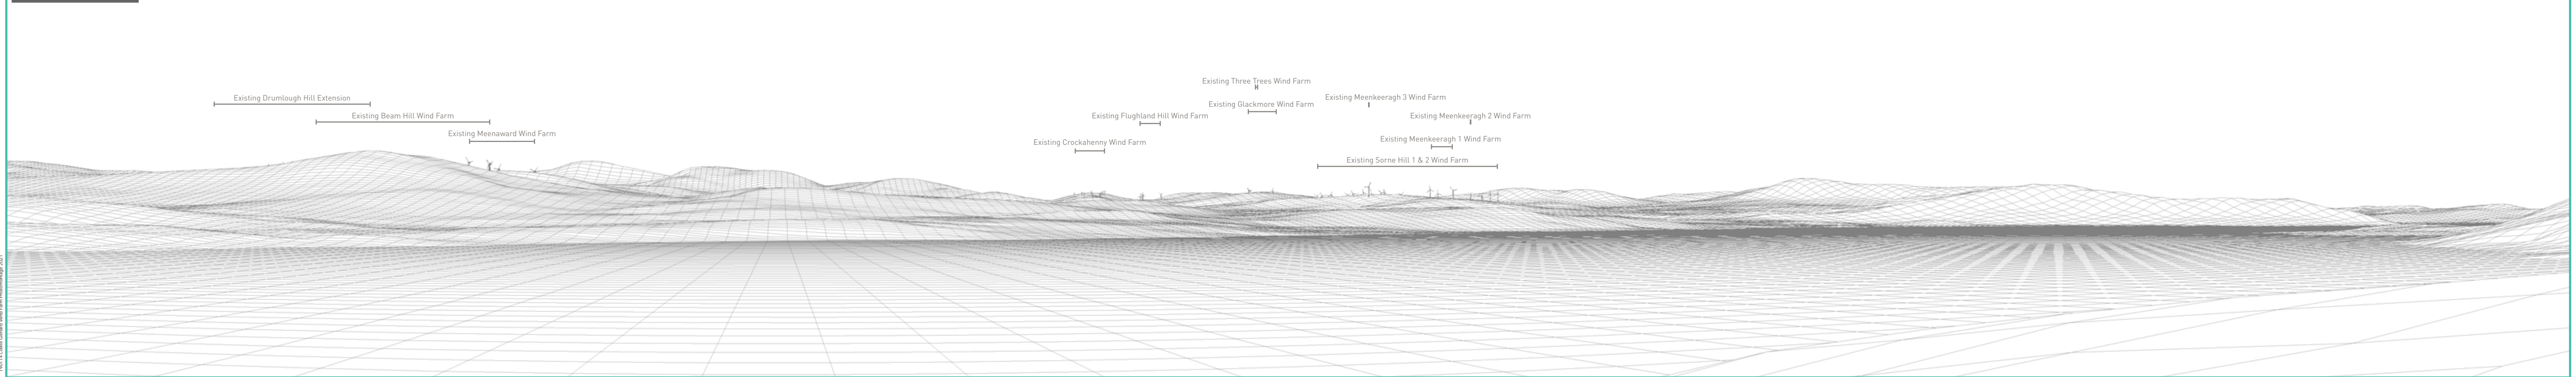 Existing Three Trees Wind Farm
Existing Drumlough Hill Extension
Existing Meenkeeragh 3 Wind Farm
Existing Glackmore Wind Farm
Existing Beam Hill Wind Farm
Existing Flughland Hill Wind Farm
Existing Meenkeeragh 2 Wind Farm
Existing Meenaward Wind Farm
Existing Crockahenny Wind Farm
Existing Meenkeeragh 1 Wind Farm
Existing Sorne Hill 1 & 2 Wind Farm